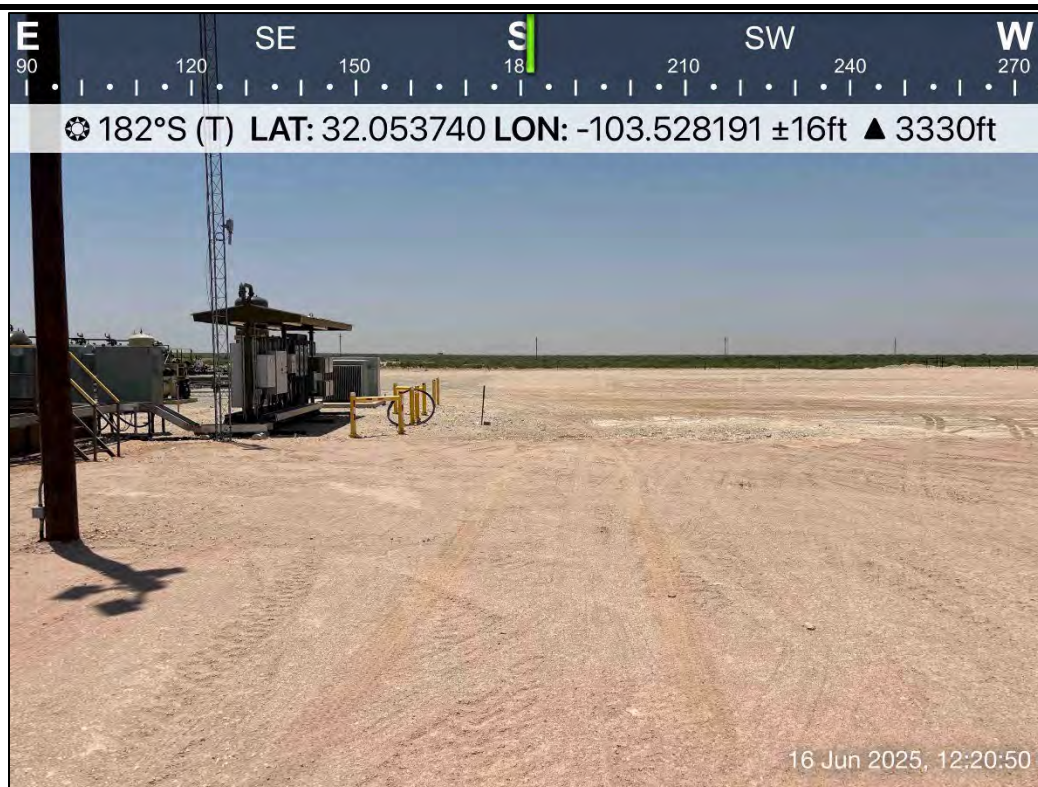 E SE S SW W
90 120 150 18 210 240 270
182°S (T) LAT: 32.053740 LON: -103.528191 ±16ft ▲ 3330ft
16 Jun 2025, 12:20:50